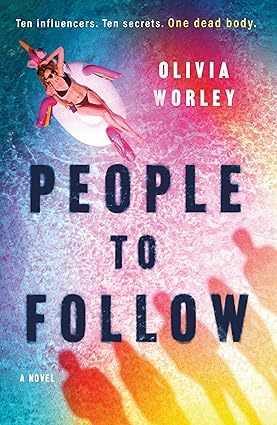 Ten influencers. Ten secrets. One dead body.
OLIVIA
WORLEY
PEOPLE
TO
FOLLOW
A NOVEL